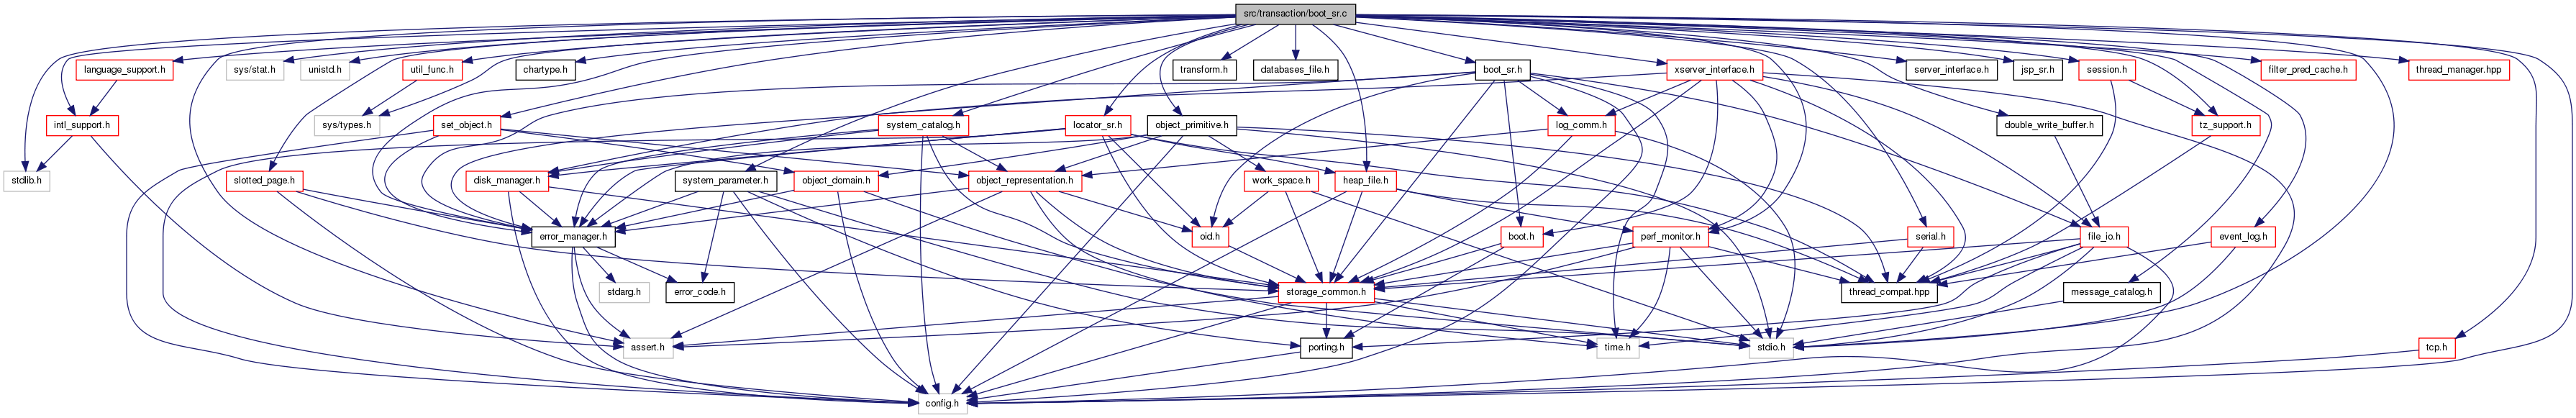 src/transaction/boot_sr.c
language_support.h
sys/stat.h
unistd.h
util_func.h
chartype.h
transform.h
databases_file.h
boot_sr.h
xserver_interface.h
server_interface.h
jsp_sr.h
session.h
filter_pred_cache.h
thread_manager.hpp
intl_support.h
sys/types.h
set_object.h
system_catalog.h
locator_sr.h
object_primitive.h
log_comm.h
double_write_buffer.h
tz_support.h
stdlib.h
slotted_page.h
disk_manager.h
system_parameter.h
object_domain.h
object_representation.h
work_space.h
heap_file.h
error_manager.h
oid.h
boot.h
perf_monitor.h
serial.h
file_io.h
event_log.h
stdarg.h
error_code.h
storage_common.h
thread_compat.hpp
message_catalog.h
assert.h
porting.h
time.h
stdio.h
tcp.h
config.h